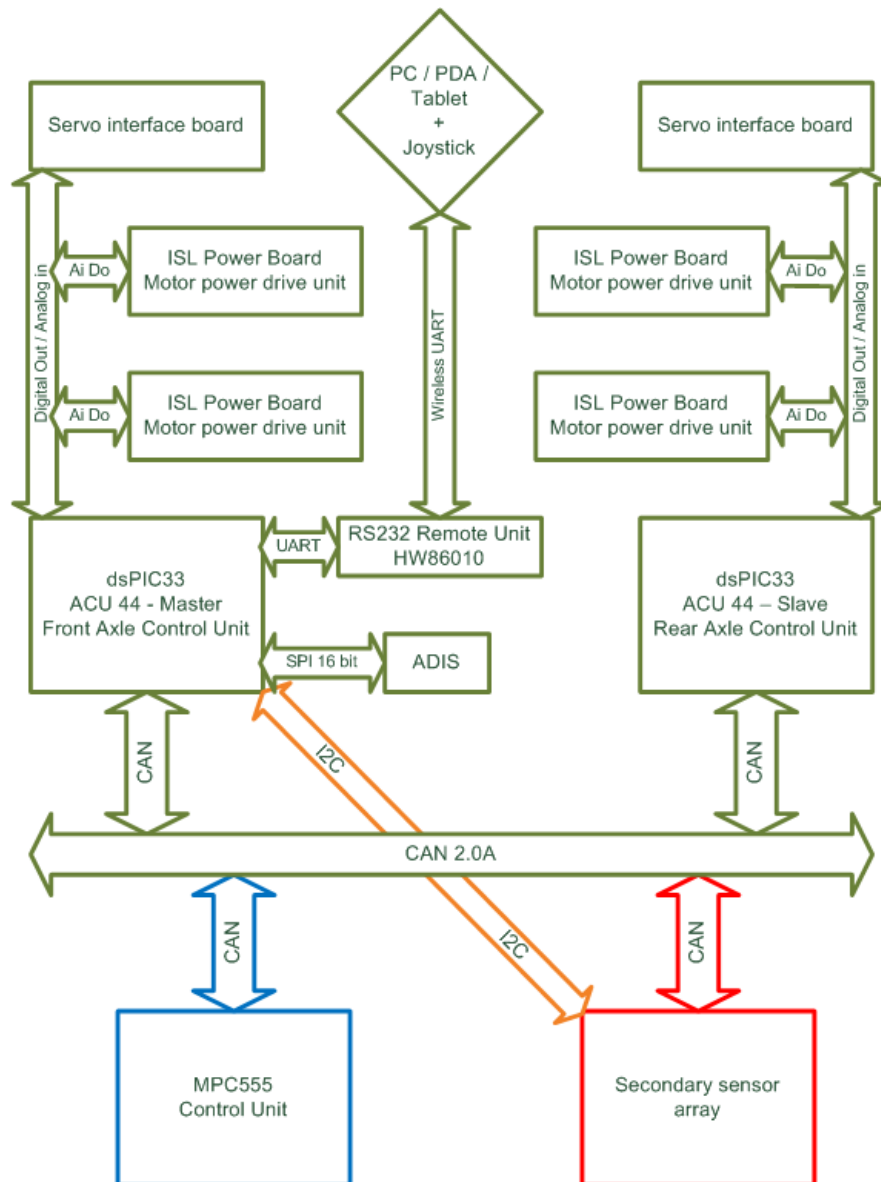 PC / PDA /
Tablet
+
Joystick
Servo interface board
Servo interface board
Digital Out / Analog in
Ai Do
ISL Power Board
Motor power drive unit
Wireless UART
ISL Power Board
Motor power drive unit
Ai Do
Digital Out / Analog in
Ai Do
ISL Power Board
Motor power drive unit
ISL Power Board
Motor power drive unit
Ai Do
dsPIC33
ACU 44 - Master
Front Axle Control Unit
UART
RS232 Remote Unit
HW86010
dsPIC33
ACU 44 – Slave
Rear Axle Control Unit
SPI 16 bit
ADIS
CAN
I2C
CAN
CAN 2.0A
CAN
I2C
CAN
MPC555
Control Unit
Secondary sensor
array